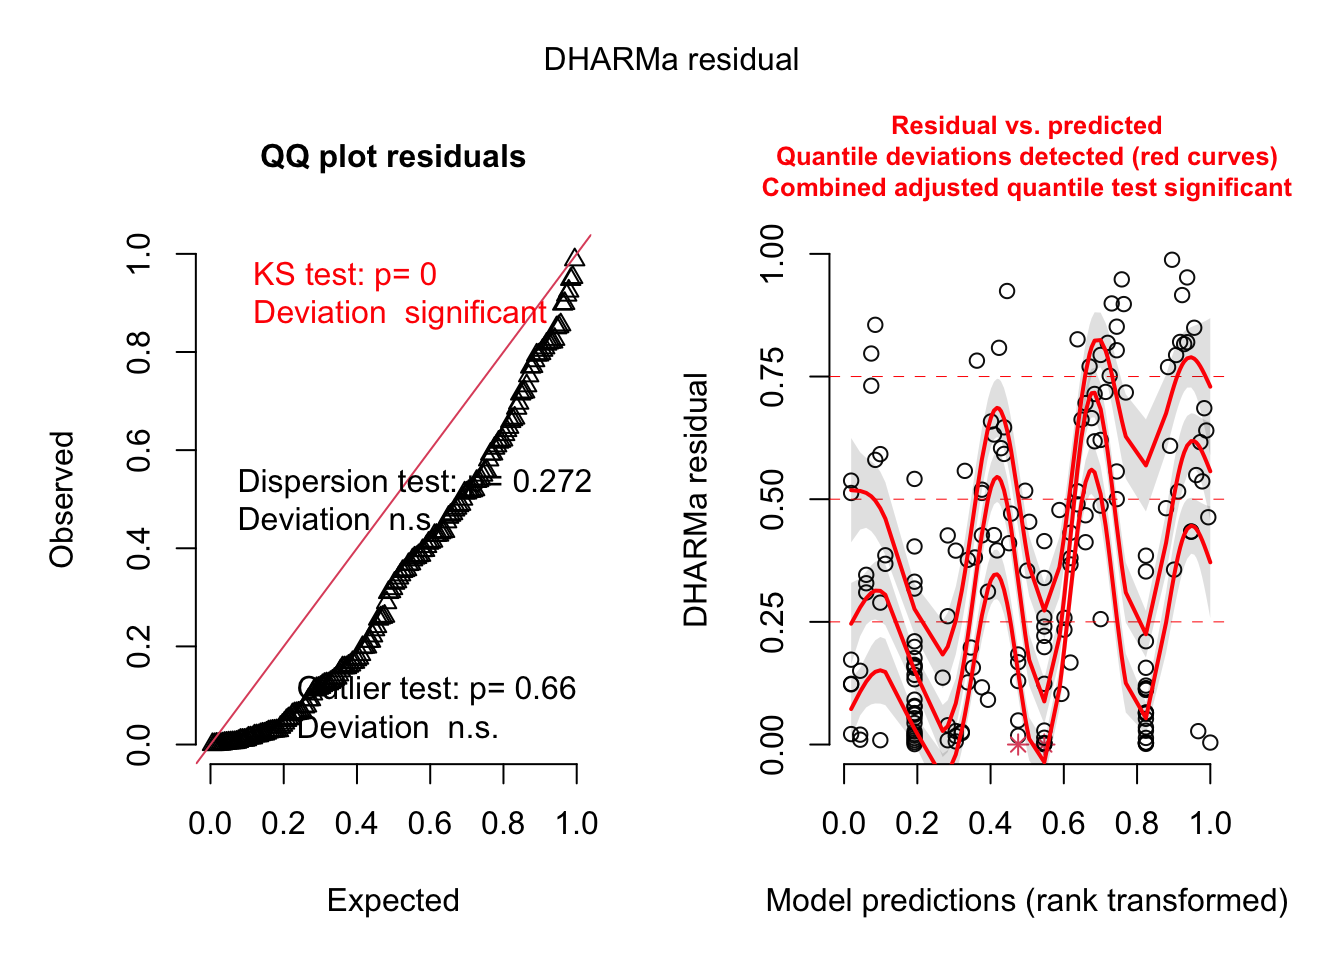 DHARMa residual
QQ plot residuals
KS test: p= 0
Deviation  significant
Dispersion test: p= 0.272
Deviation  n.s.
Outlier test: p= 0.66
Deviation  n.s.
Observed
0.0 0.2 0.4 0.6 0.8 1.0
0.0 0.2 0.4 0.6 0.8 1.0
Expected
Residual vs. predicted
Quantile deviations detected (red curves)
Combined adjusted quantile test significant
DHARMa residual
0.00 0.25 0.50 0.75 1.00
0.0 0.2 0.4 0.6 0.8 1.0
Model predictions (rank transformed)